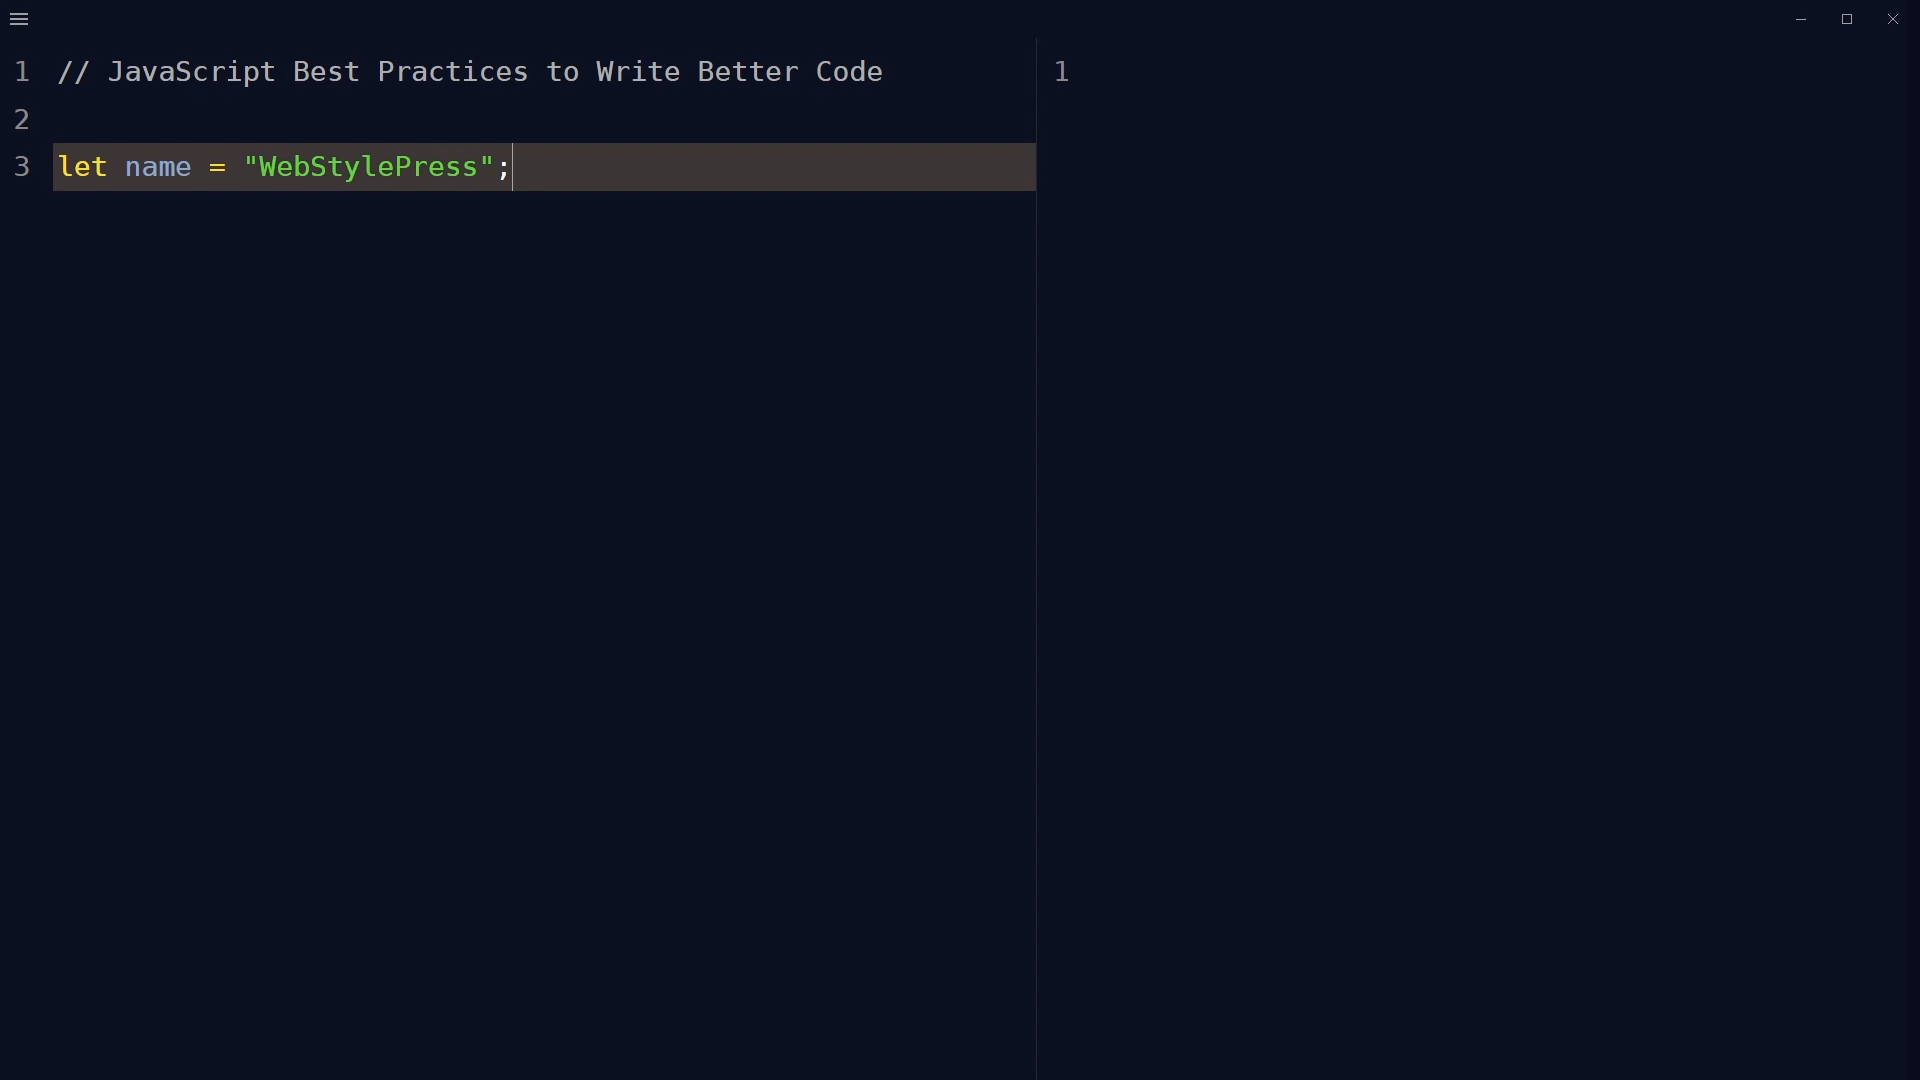 1 // JavaScript Best Practices to Write Better Code
2
3 let name = "WebStylePress";
1